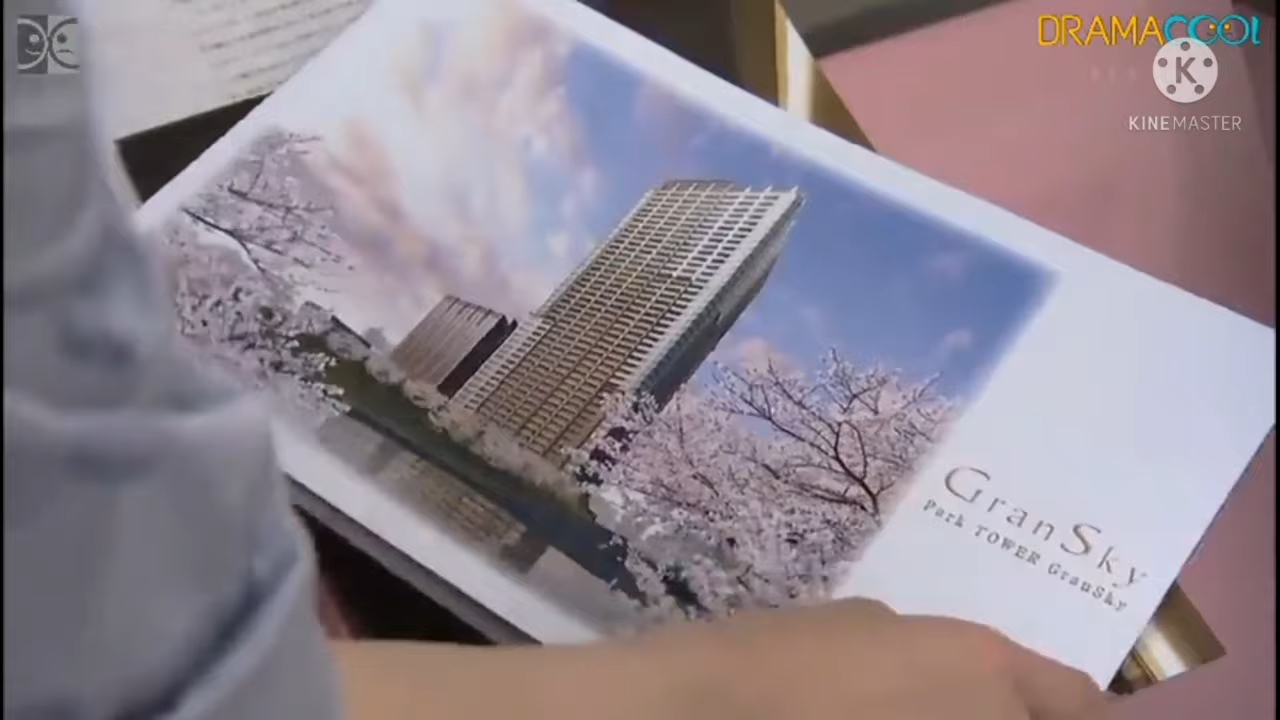 DRAMACOOL
K
KINEMASTER
GranSky
Park TOWER GranSky